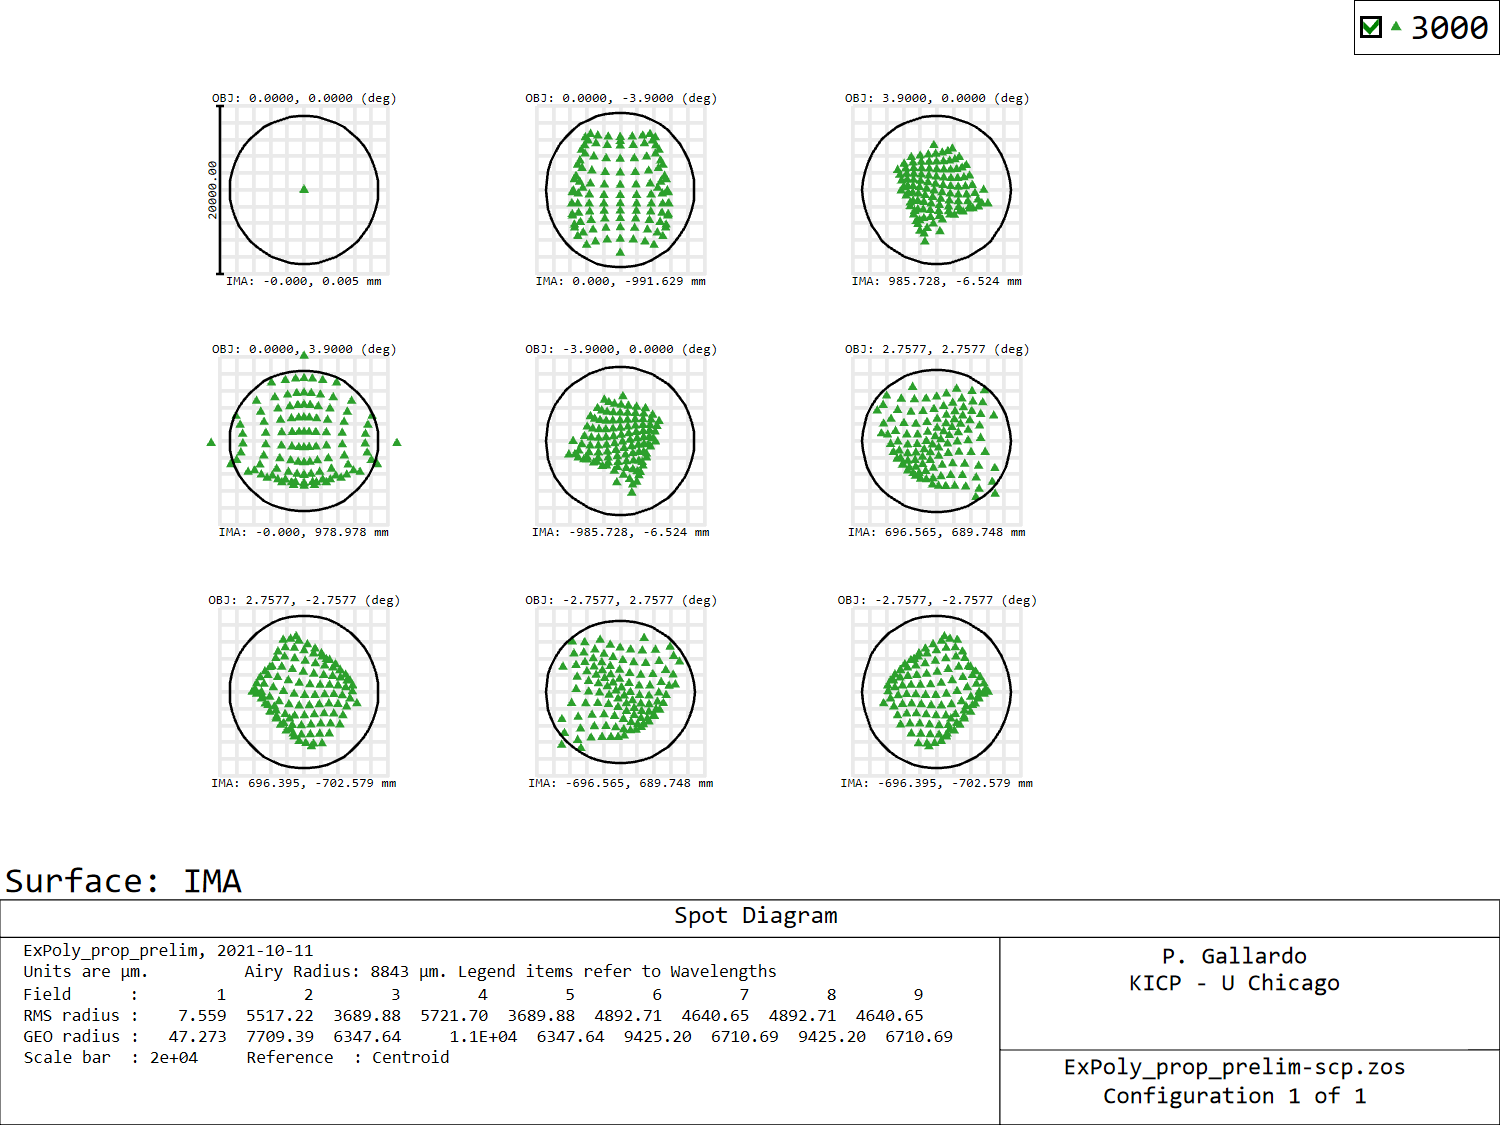 3000
OBJ: 0.0000, 0.0000 (deg)
OBJ: 0.0000, -3.9000 (deg)
OBJ: 3.9000, 0.0000 (deg)
20000.00
IMA: -0.000, 0.005 mm
IMA: 0.000, -991.629 mm
IMA: 985.728, -6.524 mm
OBJ: 0.0000, 3.9000 (deg)
OBJ: -3.9000, 0.0000 (deg)
OBJ: 2.7577, 2.7577 (deg)
IMA: -0.000, 978.978 mm
IMA: -985.728, -6.524 mm
IMA: 696.565, 689.748 mm
OBJ: 2.7577, -2.7577 (deg)
OBJ: -2.7577, 2.7577 (deg)
OBJ: -2.7577, -2.7577 (deg)
IMA: 696.395, -702.579 mm
IMA: -696.565, 689.748 mm
IMA: -696.395, -702.579 mm
Surface: IMA
Spot Diagram
ExPoly_prop_prelim, 2021-10-11
Units are µm. Airy Radius: 8843 µm. Legend items refer to Wavelengths
Field : 1 2 3 4 5 6 7 8 9
RMS radius : 7.559 5517.22 3689.88 5721.70 3689.88 4892.71 4640.65 4892.71 4640.65
GEO radius : 47.273 7709.39 6347.64 1.1E+04 6347.64 9425.20 6710.69 9425.20 6710.69
Scale bar : 2e+04 Reference : Centroid
P. Gallardo
KICP - U Chicago
ExPoly_prop_prelim-scp.zos
Configuration 1 of 1